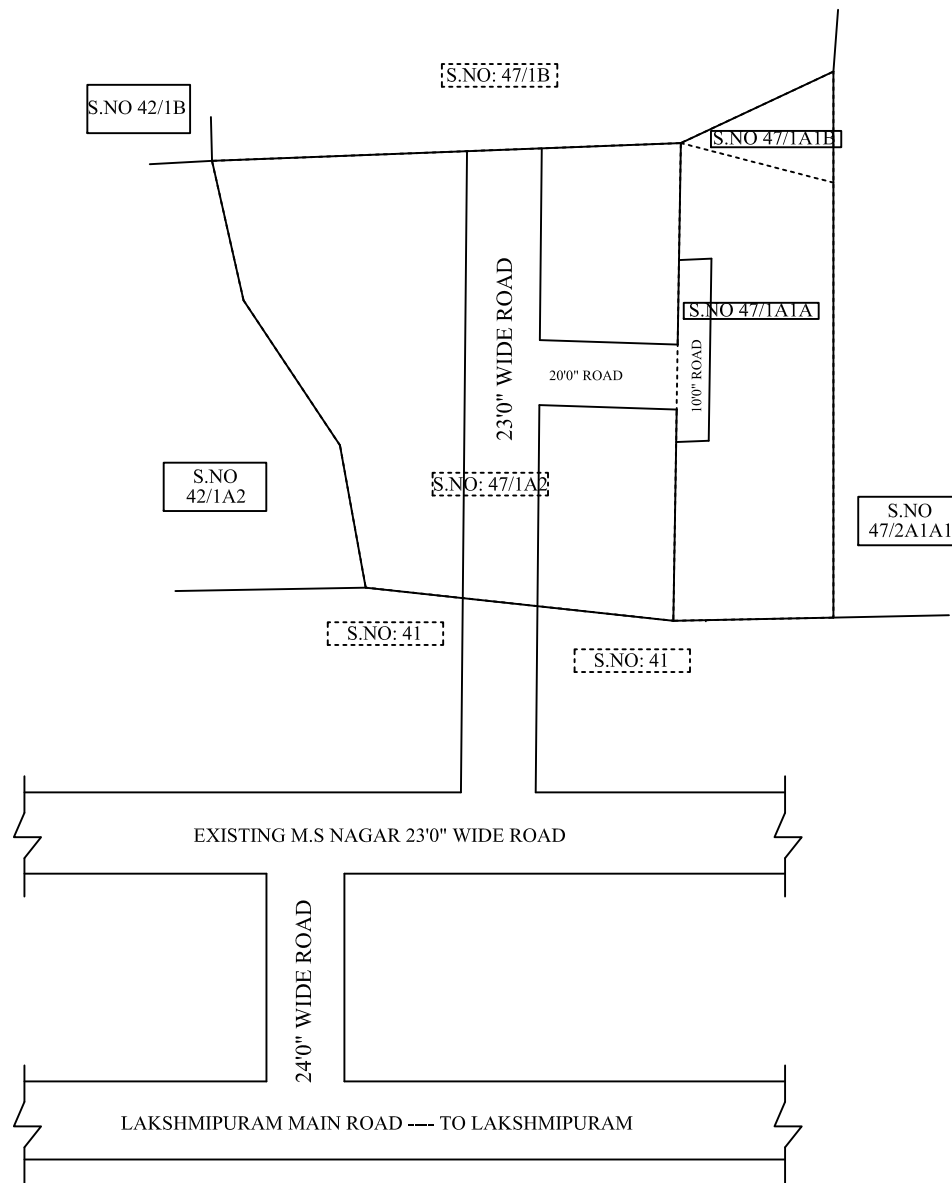 S.NO: 47/1B
S.NO 42/1B
S.NO 47/1A1B
23'0" WIDE ROAD
S.NO 47/1A1A
20'0" ROAD
10'0" ROAD
S.NO
42/1A2
S.NO: 47/1A2
S.NO
47/2A1A1
S.NO: 41
S.NO: 41
EXISTING M.S NAGAR 23'0" WIDE ROAD
24'0" WIDE ROAD
LAKSHMIPURAM MAIN ROAD ---- TO LAKSHMIPURAM